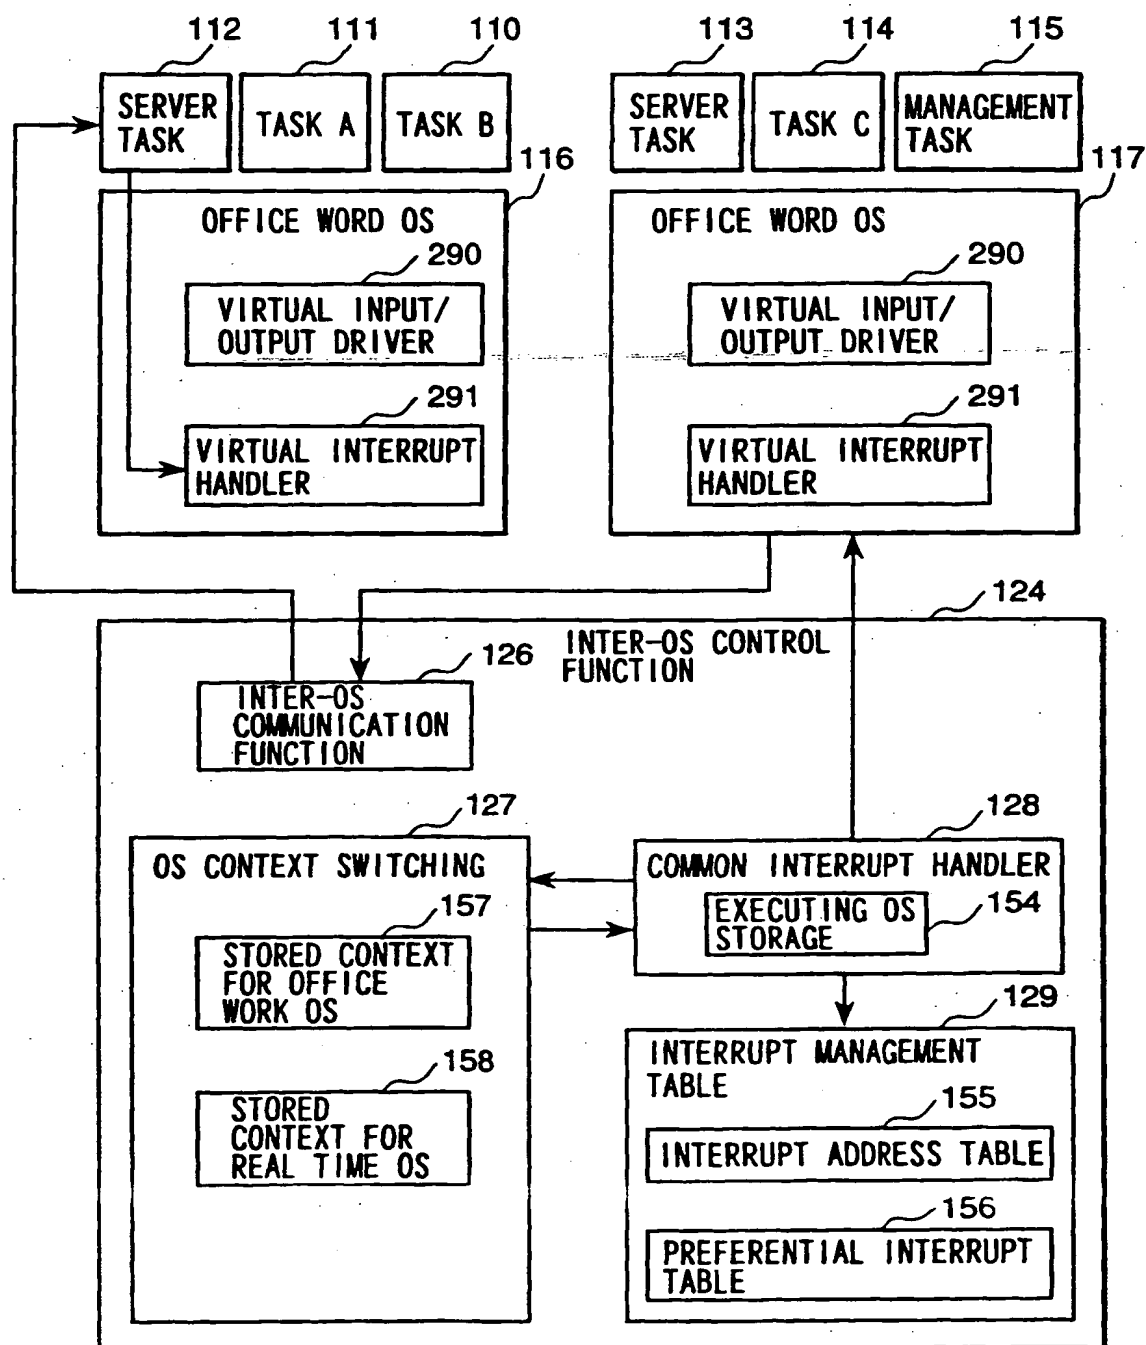 112 111 110 113 114 115
SERVER
TASK
TASK A
TASK B
SERVER
TASK
TASK C
MANAGEMENT
TASK
116
117
OFFICE WORD OS
290
VIRTUAL INPUT/
OUTPUT DRIVER
291
VIRTUAL INTERRUPT
HANDLER
OFFICE WORD OS
290
VIRTUAL INPUT/
OUTPUT DRIVER
291
VIRTUAL INTERRUPT
HANDLER
124
INTER-OS CONTROL
FUNCTION
126
INTER-OS
COMMUNICATION
FUNCTION
127
OS CONTEXT SWITCHING
157
STORED CONTEXT
FOR OFFICE
WORK OS
158
STORED
CONTEXT FOR
REAL TIME OS
128
COMMON INTERRUPT HANDLER
EXECUTING OS
STORAGE
154
129
INTERRUPT MANAGEMENT
TABLE
155
INTERRUPT ADDRESS TABLE
156
PREFERENTIAL INTERRUPT
TABLE